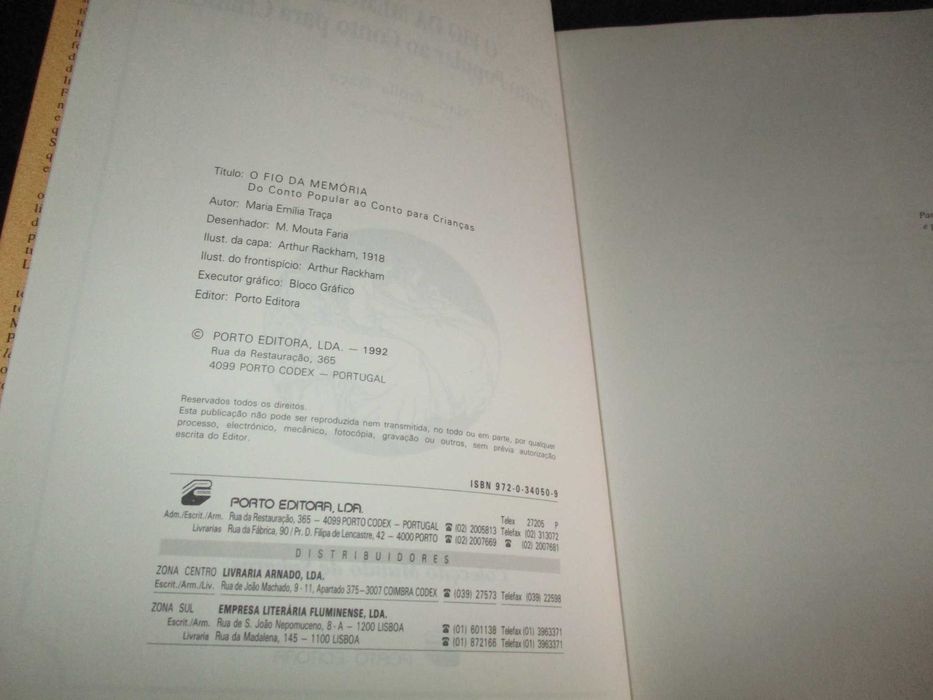 Título: O FIO DA MEMÓRIA
Do Conto Popular ao Conto para Crianças
Autor: Maria Emília Traça
Desenhador: M. Mouta Faria
Ilust. da capa: Arthur Rackham, 1918
Ilust. do frontispício: Arthur Rackham
Executor gráfico: Bloco Gráfico
Editor: Porto Editora
© PORTO EDITORA, LDA. — 1992
Rua da Restauração, 365
4099 PORTO CODEX — PORTUGAL
Reservados todos os direitos.
Esta publicação não pode ser reproduzida nem transmitida, no todo ou em parte, por qualquer
processo, electrónico, mecânico, fotocópia, gravação ou outros, sem prévia autorização
escrita do Editor.
ISBN 972-0-34050-9
PORTO EDITORA, LDA.
Telex 27205 P
Adm./Escrit./Arm. Rua da Restauração, 365 — 4099 PORTO CODEX — PORTUGAL ☎ (02) 2005813 Telefax (02) 313072
Livrarias Rua da Fábrica, 90 / Pr. D. Filipa de Lencastre, 42 — 4000 PORTO ☎ (02) 2007669 ☎ (02) 2007681
DISTRIBUIDORES
ZONA CENTRO LIVRARIA ARNADO, LDA.
Escrit./Arm./Liv. Rua de João Machado, 9 - 11, Apartado 375 — 3007 COIMBRA CODEX ☎ (039) 27573 Telefax (039) 22598
ZONA SUL EMPRESA LITERÁRIA FLUMINENSE, LDA.
Escrit./Arm. Rua de S. João Nepomuceno, 8 - A — 1200 LISBOA ☎ (01) 601138 Telefax (01) 3963371
Livraria Rua da Madalena, 145 — 1100 LISBOA ☎ (01) 872166 Telefax (01) 3963371